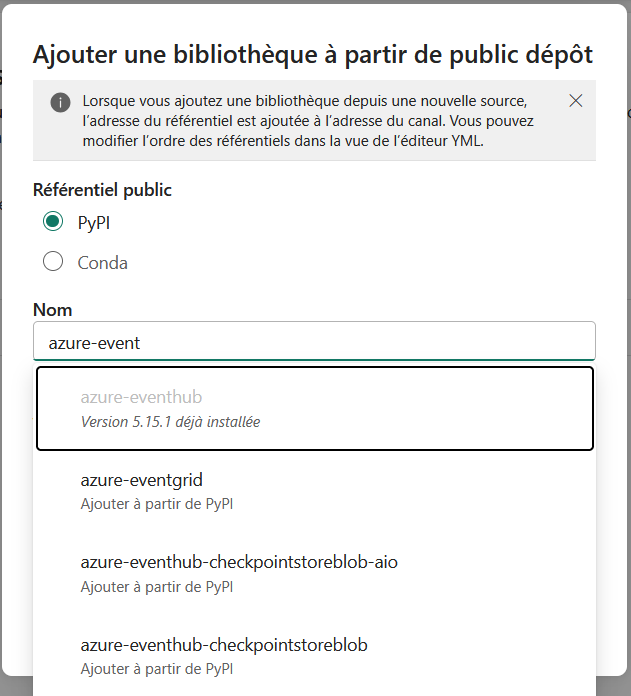 Ajouter une bibliothèque à partir de public dépôt
Lorsque vous ajoutez une bibliothèque depuis une nouvelle source,
l’adresse du référentiel est ajoutée à l’adresse du canal. Vous pouvez
modifier l’ordre des référentiels dans la vue de l’éditeur YML.
Référentiel public
PyPI
Conda
Nom
azure-event
azure-eventhub
Version 5.15.1 déjà installée
azure-eventgrid
Ajouter à partir de PyPI
azure-eventhub-checkpointstoreblob-aio
Ajouter à partir de PyPI
azure-eventhub-checkpointstoreblob
Ajouter à partir de PyPI